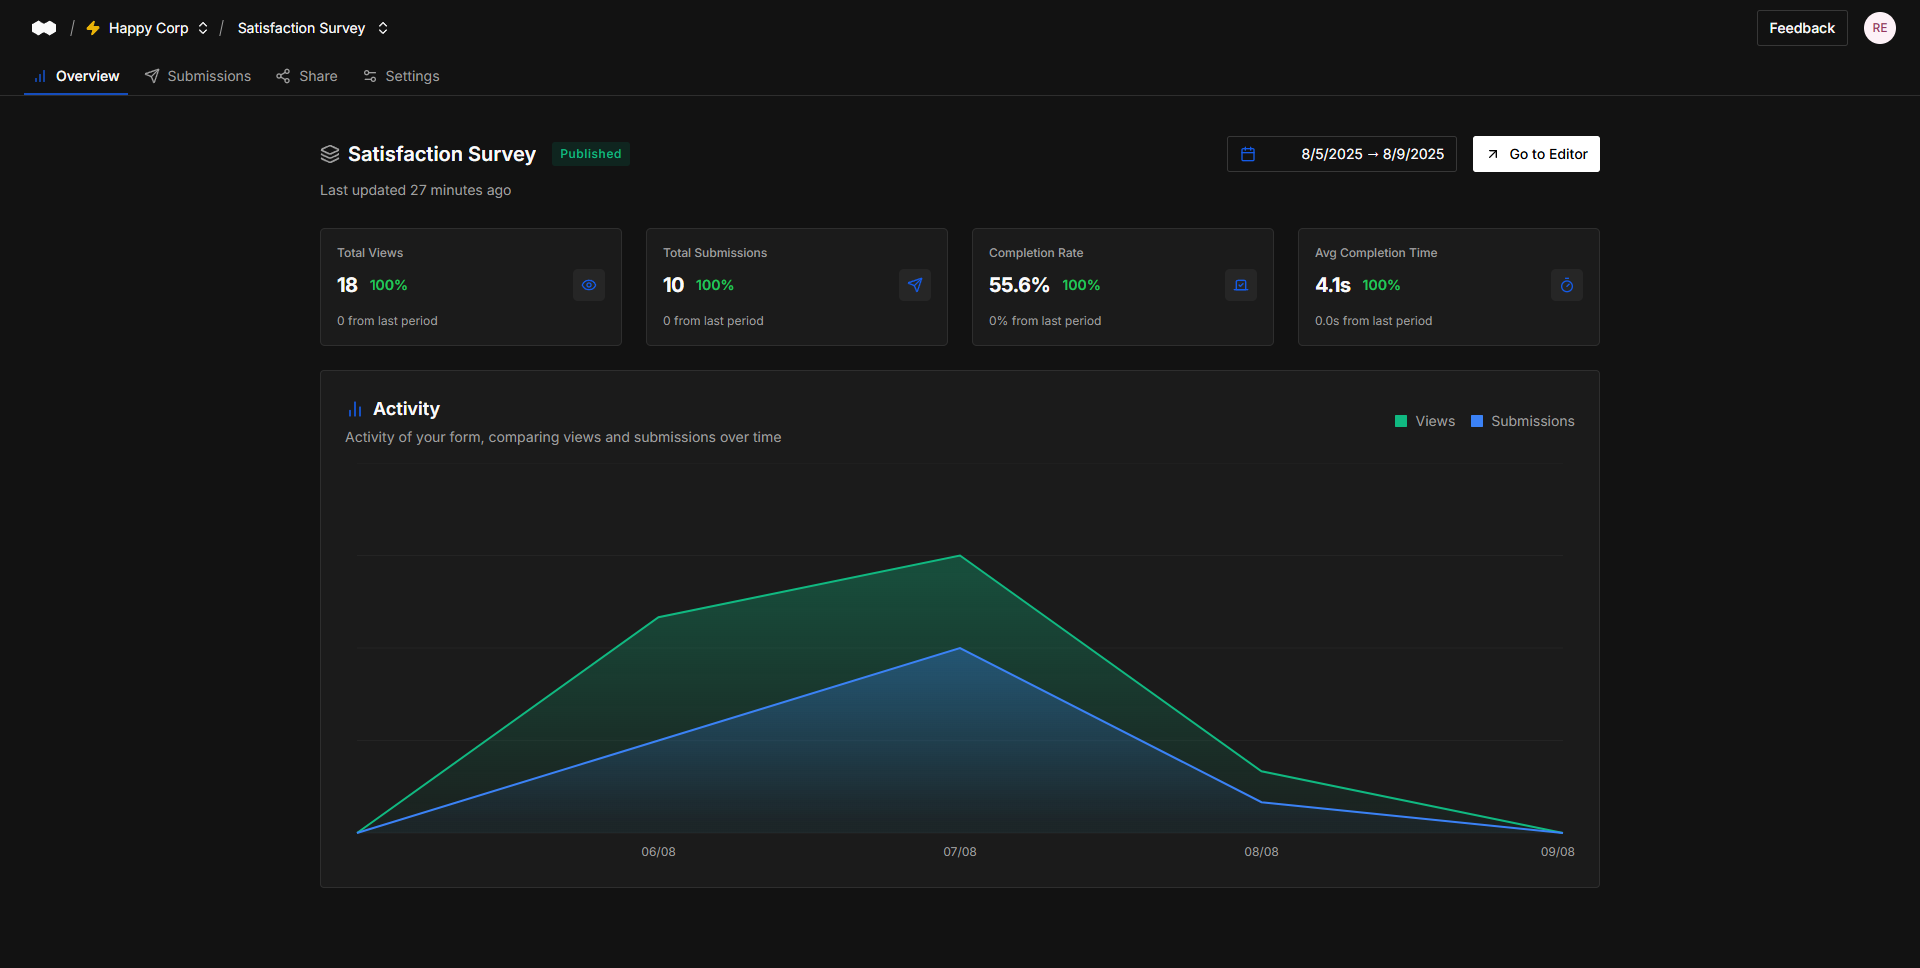 / Happy Corp / Satisfaction Survey
Feedback
RE
Overview Submissions Share Settings
Satisfaction Survey Published
8/5/2025 → 8/9/2025
Go to Editor
Last updated 27 minutes ago
Total Views
18 100%
0 from last period
Total Submissions
10 100%
0 from last period
Completion Rate
55.6% 100%
0% from last period
Avg Completion Time
4.1s 100%
0.0s from last period
Activity
Activity of your form, comparing views and submissions over time
Views Submissions
06/08 07/08 08/08 09/08